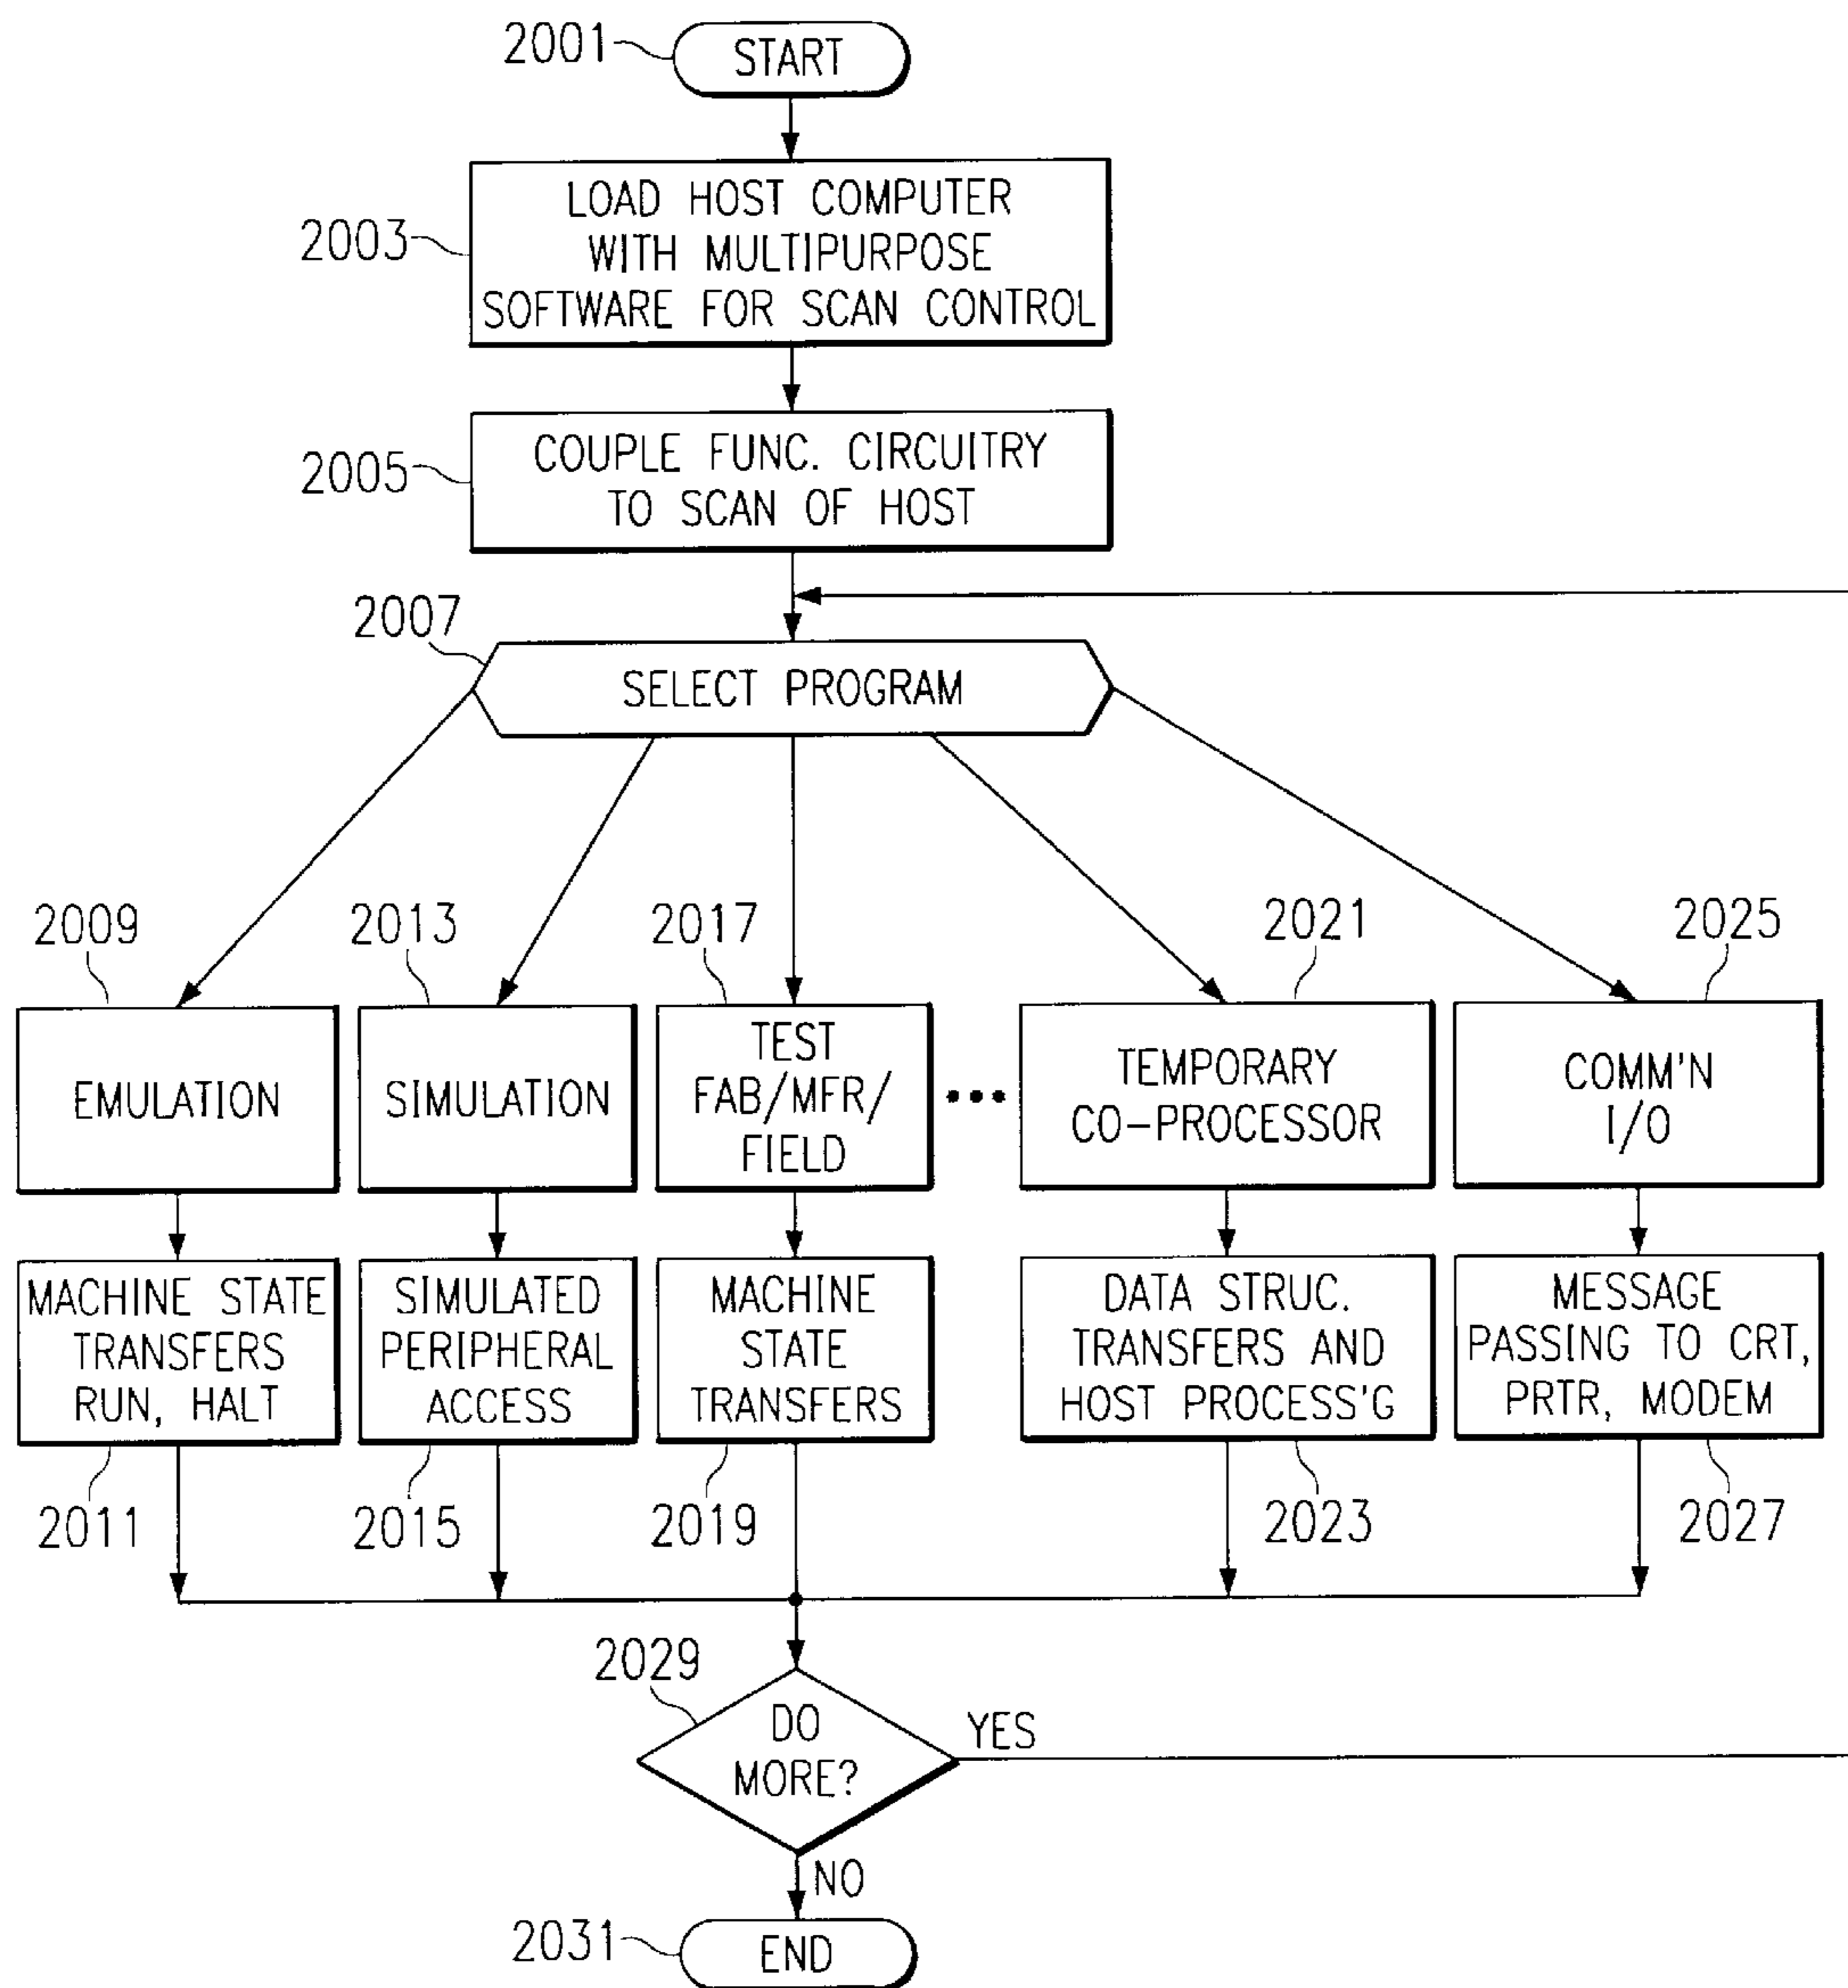 2001
START
2003
LOAD HOST COMPUTER
WITH MULTIPURPOSE
SOFTWARE FOR SCAN CONTROL
2005
COUPLE FUNC. CIRCUITRY
TO SCAN OF HOST
2007
SELECT PROGRAM
2009
EMULATION
2013
SIMULATION
2017
TEST
FAB/MFR/
FIELD
•••
2021
TEMPORARY
CO-PROCESSOR
2025
COMM'N
I/O
MACHINE STATE
TRANSFERS
RUN, HALT
2011
SIMULATED
PERIPHERAL
ACCESS
2015
MACHINE
STATE
TRANSFERS
2019
DATA STRUC.
TRANSFERS AND
HOST PROCESS'G
2023
MESSAGE
PASSING TO CRT,
PRTR, MODEM
2027
2029
DO
MORE?
YES
NO
2031
END